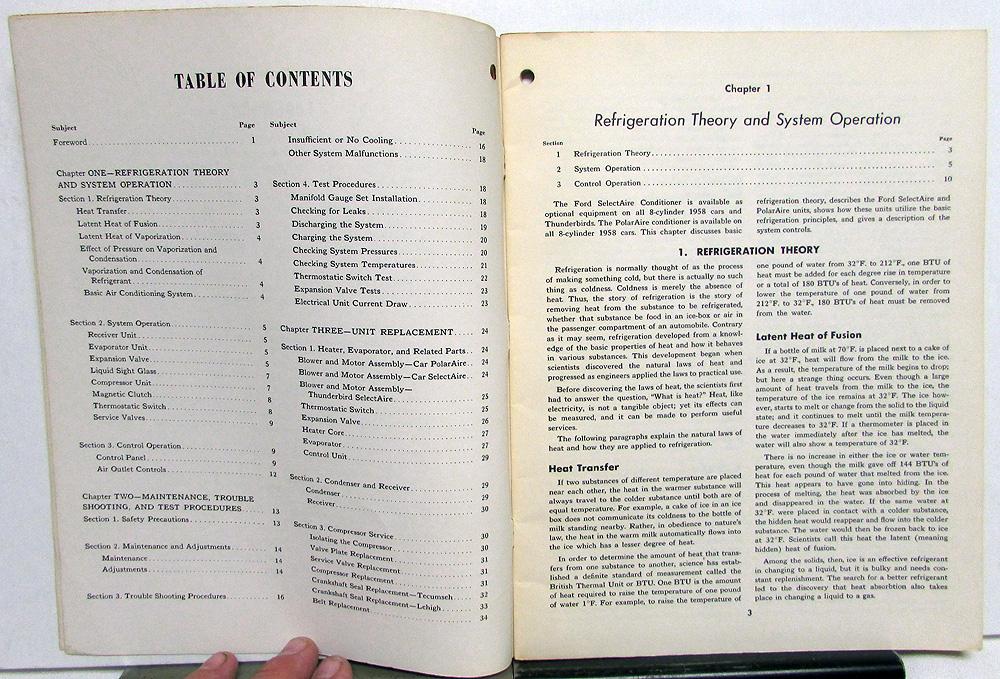 TABLE OF CONTENTS
Subject Page
Foreword 1
Chapter ONE—REFRIGERATION THEORY
AND SYSTEM OPERATION 3
Section 1. Refrigeration Theory 3
Heat Transfer 3
Latent Heat of Fusion 3
Latent Heat of Vaporization 4
Effect of Pressure on Vaporization and
Condensation 4
Vaporization and Condensation of
Refrigerant 4
Basic Air Conditioning System 4
Section 2. System Operation 5
Receiver Unit 5
Evaporator Unit 5
Expansion Valve 5
Liquid Sight Glass 7
Compressor Unit 7
Magnetic Clutch 8
Thermostatic Switch 8
Service Valves 9
Section 3. Control Operation 9
Control Panel 9
Air Outlet Controls 12
Chapter TWO—MAINTENANCE, TROUBLE
SHOOTING, AND TEST PROCEDURES 13
Section 1. Safety Precautions 13
Section 2. Maintenance and Adjustments 14
Maintenance 14
Adjustments 14
Section 3. Trouble Shooting Procedures 16
Subject Page
Insufficient or No Cooling 16
Other System Malfunctions 18
Section 4. Test Procedures 18
Manifold Gauge Set Installation 18
Checking for Leaks 18
Discharging the System 19
Charging the System 20
Checking System Pressures 20
Checking System Temperatures 21
Thermostatic Switch Test 22
Expansion Valve Tests 23
Electrical Unit Current Draw 23
Chapter THREE—UNIT REPLACEMENT 24
Section 1. Heater, Evaporator, and Related Parts 24
Blower and Motor Assembly—Car PolarAire 24
Blower and Motor Assembly—Car SelectAire 24
Blower and Motor Assembly—
Thunderbird SelectAire 25
Thermostatic Switch 25
Expansion Valve 26
Heater Core 27
Evaporator 27
Control Unit 29
Section 2. Condenser and Receiver 29
Condenser 29
Receiver 30
Section 3. Compressor Service 30
Isolating the Compressor 30
Valve Plate Replacement 31
Service Valve Replacement 31
Compressor Replacement 31
Crankshaft Seal Replacement—Tecumseh 32
Crankshaft Seal Replacement—Lehigh 33
Belt Replacement 34
Chapter 1
Refrigeration Theory and System Operation
Section Page
1 Refrigeration Theory 3
2 System Operation 5
3 Control Operation 10
The Ford SelectAire Conditioner is available as
optional equipment on all 8-cylinder 1958 cars and
Thunderbirds. The PolarAire conditioner is available on
all 8-cylinder 1958 cars. This chapter discusses basic
refrigeration theory, describes the Ford SelectAire and
PolarAire units, shows how these units utilize the basic
refrigeration principles, and gives a description of the
system controls.
1. REFRIGERATION THEORY
Refrigeration is normally thought of as the process
of making something cold, but there is actually no such
thing as coldness. Coldness is merely the absence of
heat. Thus, the story of refrigeration is the story of
removing heat from the substance to be refrigerated,
whether that substance be food in an ice-box or air in
the passenger compartment of an automobile. Contrary
as it may seem, refrigeration developed from a knowl-
edge of the basic properties of heat and how it behaves
in various substances. This development began when
scientists discovered the natural laws of heat and
progressed as engineers applied the laws to practical use.
Before discovering the laws of heat, the scientists first
had to answer the question, "What is heat?" Heat, like
electricity, is not a tangible object; yet its effects can
be measured, and it can be made to perform useful
services.
The following paragraphs explain the natural laws of
heat and how they are applied to refrigeration.
Heat Transfer
If two substances of different temperature are placed
near each other, the heat in the warmer substance will
always travel to the colder substance until both are of
equal temperature. For example, a cake of ice in an ice
box does not communicate its coldness to the bottle of
milk standing nearby. Rather, in obedience to nature's
law, the heat in the warm milk automatically flows into
the ice which has a lesser degree of heat.
In order to determine the amount of heat that trans-
fers from one substance to another, science has estab-
lished a definite standard of measurement called the
British Thermal Unit or BTU. One BTU is the amount
of heat required to raise the temperature of one pound
of water 1°F. For example, to raise the temperature of
one pound of water from 32°F. to 212°F., one BTU of
heat must be added for each degree rise in temperature
or a total of 180 BTU's of heat. Conversely, in order to
lower the temperature of one pound of water from
212°F. to 32°F, 180 BTU's of heat must be removed
from the water.
Latent Heat of Fusion
If a bottle of milk at 70°F. is placed next to a cake of
ice at 32°F., heat will flow from the milk to the ice.
As a result, the temperature of the milk begins to drop;
but here a strange thing occurs. Even though a large
amount of heat travels from the milk to the ice, the
temperature of the ice remains at 32°F. The ice how-
ever, starts to melt or change from the solid to the liquid
state; and it continues to melt until the milk tempera-
ture decreases to 32°F. If a thermometer is placed in
the water immediately after the ice has melted, the
water will also show a temperature of 32°F.
There is no increase in either the ice or water tem-
perature, even though the milk gave off 144 BTU's of
heat for each pound of water that melted from the ice.
This heat appears to have gone into hiding. In the
process of melting, the heat was absorbed by the ice
and disappeared in the water. If the same water at
32°F. were placed in contact with a colder substance,
the hidden heat would reappear and flow into the colder
substance. The water would then be frozen back to ice
at 32°F. Scientists call this heat the latent (meaning
hidden) heat of fusion.
Among the solids, then, ice is an effective refrigerant
in changing to a liquid, but it is bulky and needs con-
stant replenishment. The search for a better refrigerant
led to the discovery that heat absorbtion also takes
place in changing a liquid to a gas.
3